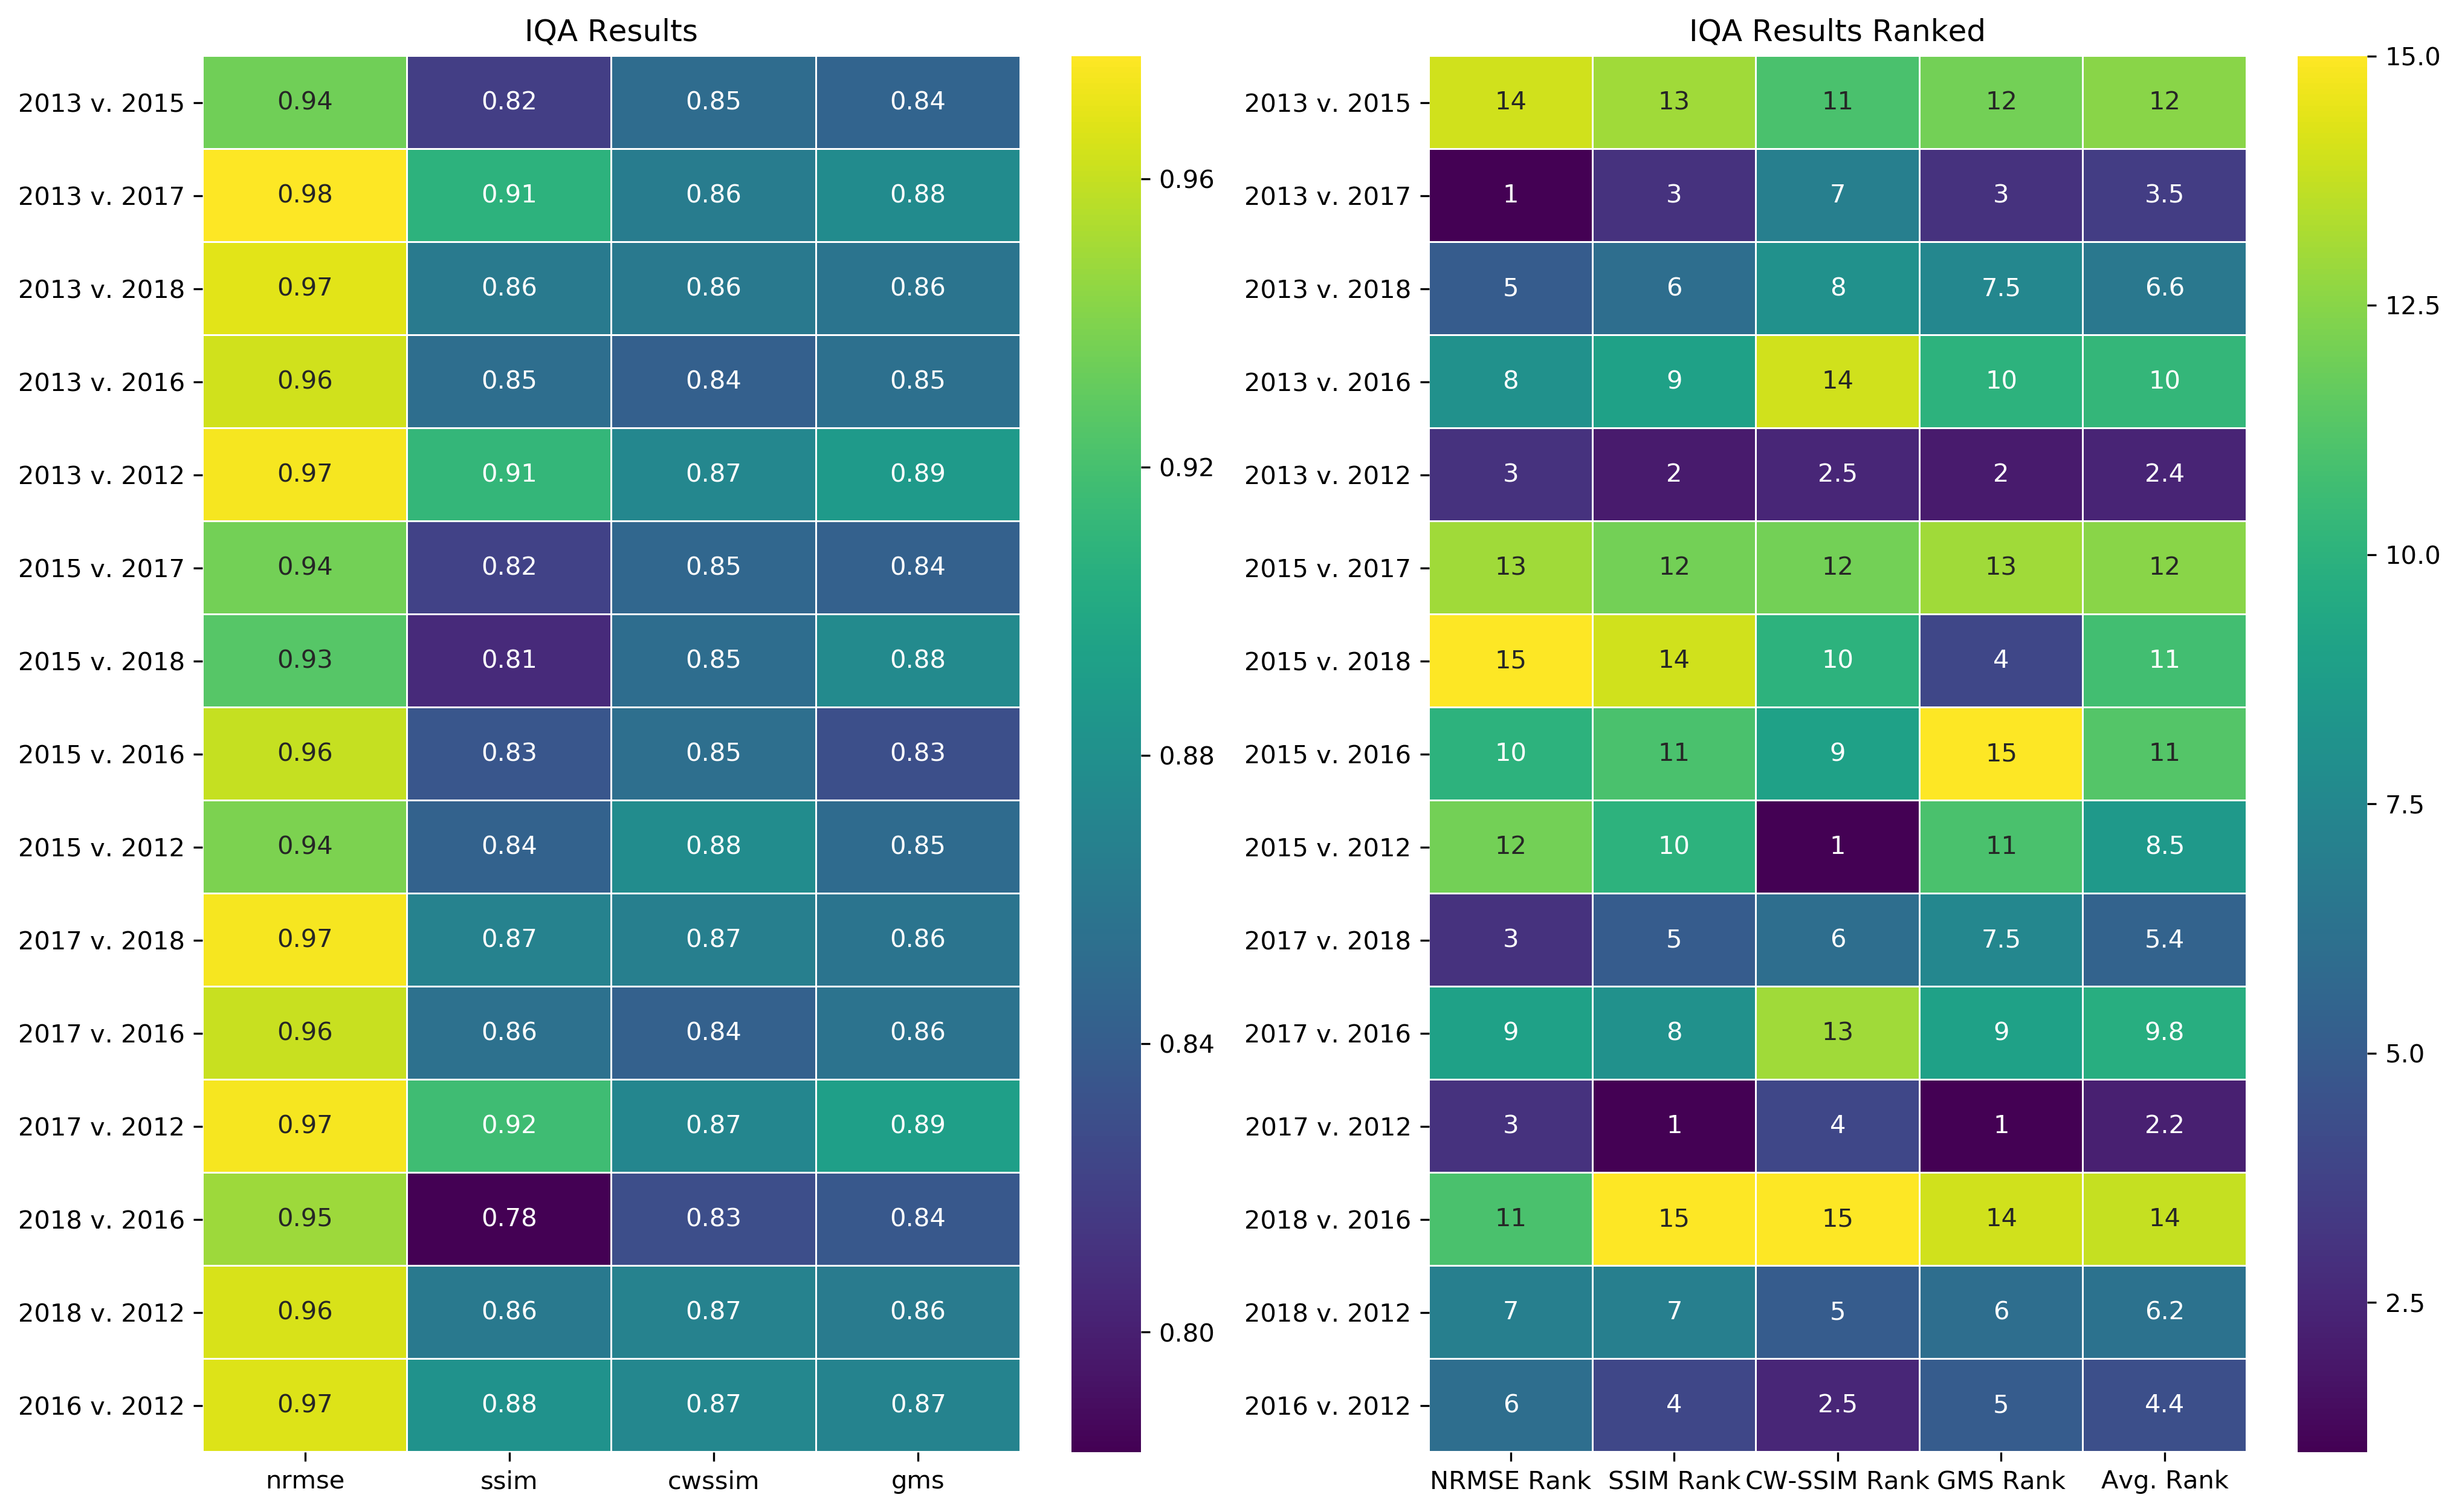 IQA Results
2013 v. 2015 0.94 0.82 0.85 0.84
2013 v. 2017 0.98 0.91 0.86 0.88
2013 v. 2018 0.97 0.86 0.86 0.86
2013 v. 2016 0.96 0.85 0.84 0.85
2013 v. 2012 0.97 0.91 0.87 0.89
2015 v. 2017 0.94 0.82 0.85 0.84
2015 v. 2018 0.93 0.81 0.85 0.88
2015 v. 2016 0.96 0.83 0.85 0.83
2015 v. 2012 0.94 0.84 0.88 0.85
2017 v. 2018 0.97 0.87 0.87 0.86
2017 v. 2016 0.96 0.86 0.84 0.86
2017 v. 2012 0.97 0.92 0.87 0.89
2018 v. 2016 0.95 0.78 0.83 0.84
2018 v. 2012 0.96 0.86 0.87 0.86
2016 v. 2012 0.97 0.88 0.87 0.87
nrmse ssim cwssim gms
0.96
0.92
0.88
0.84
0.80
IQA Results Ranked
2013 v. 2015 14 13 11 12 12
2013 v. 2017 1 3 7 3 3.5
2013 v. 2018 5 6 8 7.5 6.6
2013 v. 2016 8 9 14 10 10
2013 v. 2012 3 2 2.5 2 2.4
2015 v. 2017 13 12 12 13 12
2015 v. 2018 15 14 10 4 11
2015 v. 2016 10 11 9 15 11
2015 v. 2012 12 10 1 11 8.5
2017 v. 2018 3 5 6 7.5 5.4
2017 v. 2016 9 8 13 9 9.8
2017 v. 2012 3 1 4 1 2.2
2018 v. 2016 11 15 15 14 14
2018 v. 2012 7 7 5 6 6.2
2016 v. 2012 6 4 2.5 5 4.4
NRMSE Rank SSIM Rank CW-SSIM Rank GMS Rank Avg. Rank
15.0
12.5
10.0
7.5
5.0
2.5